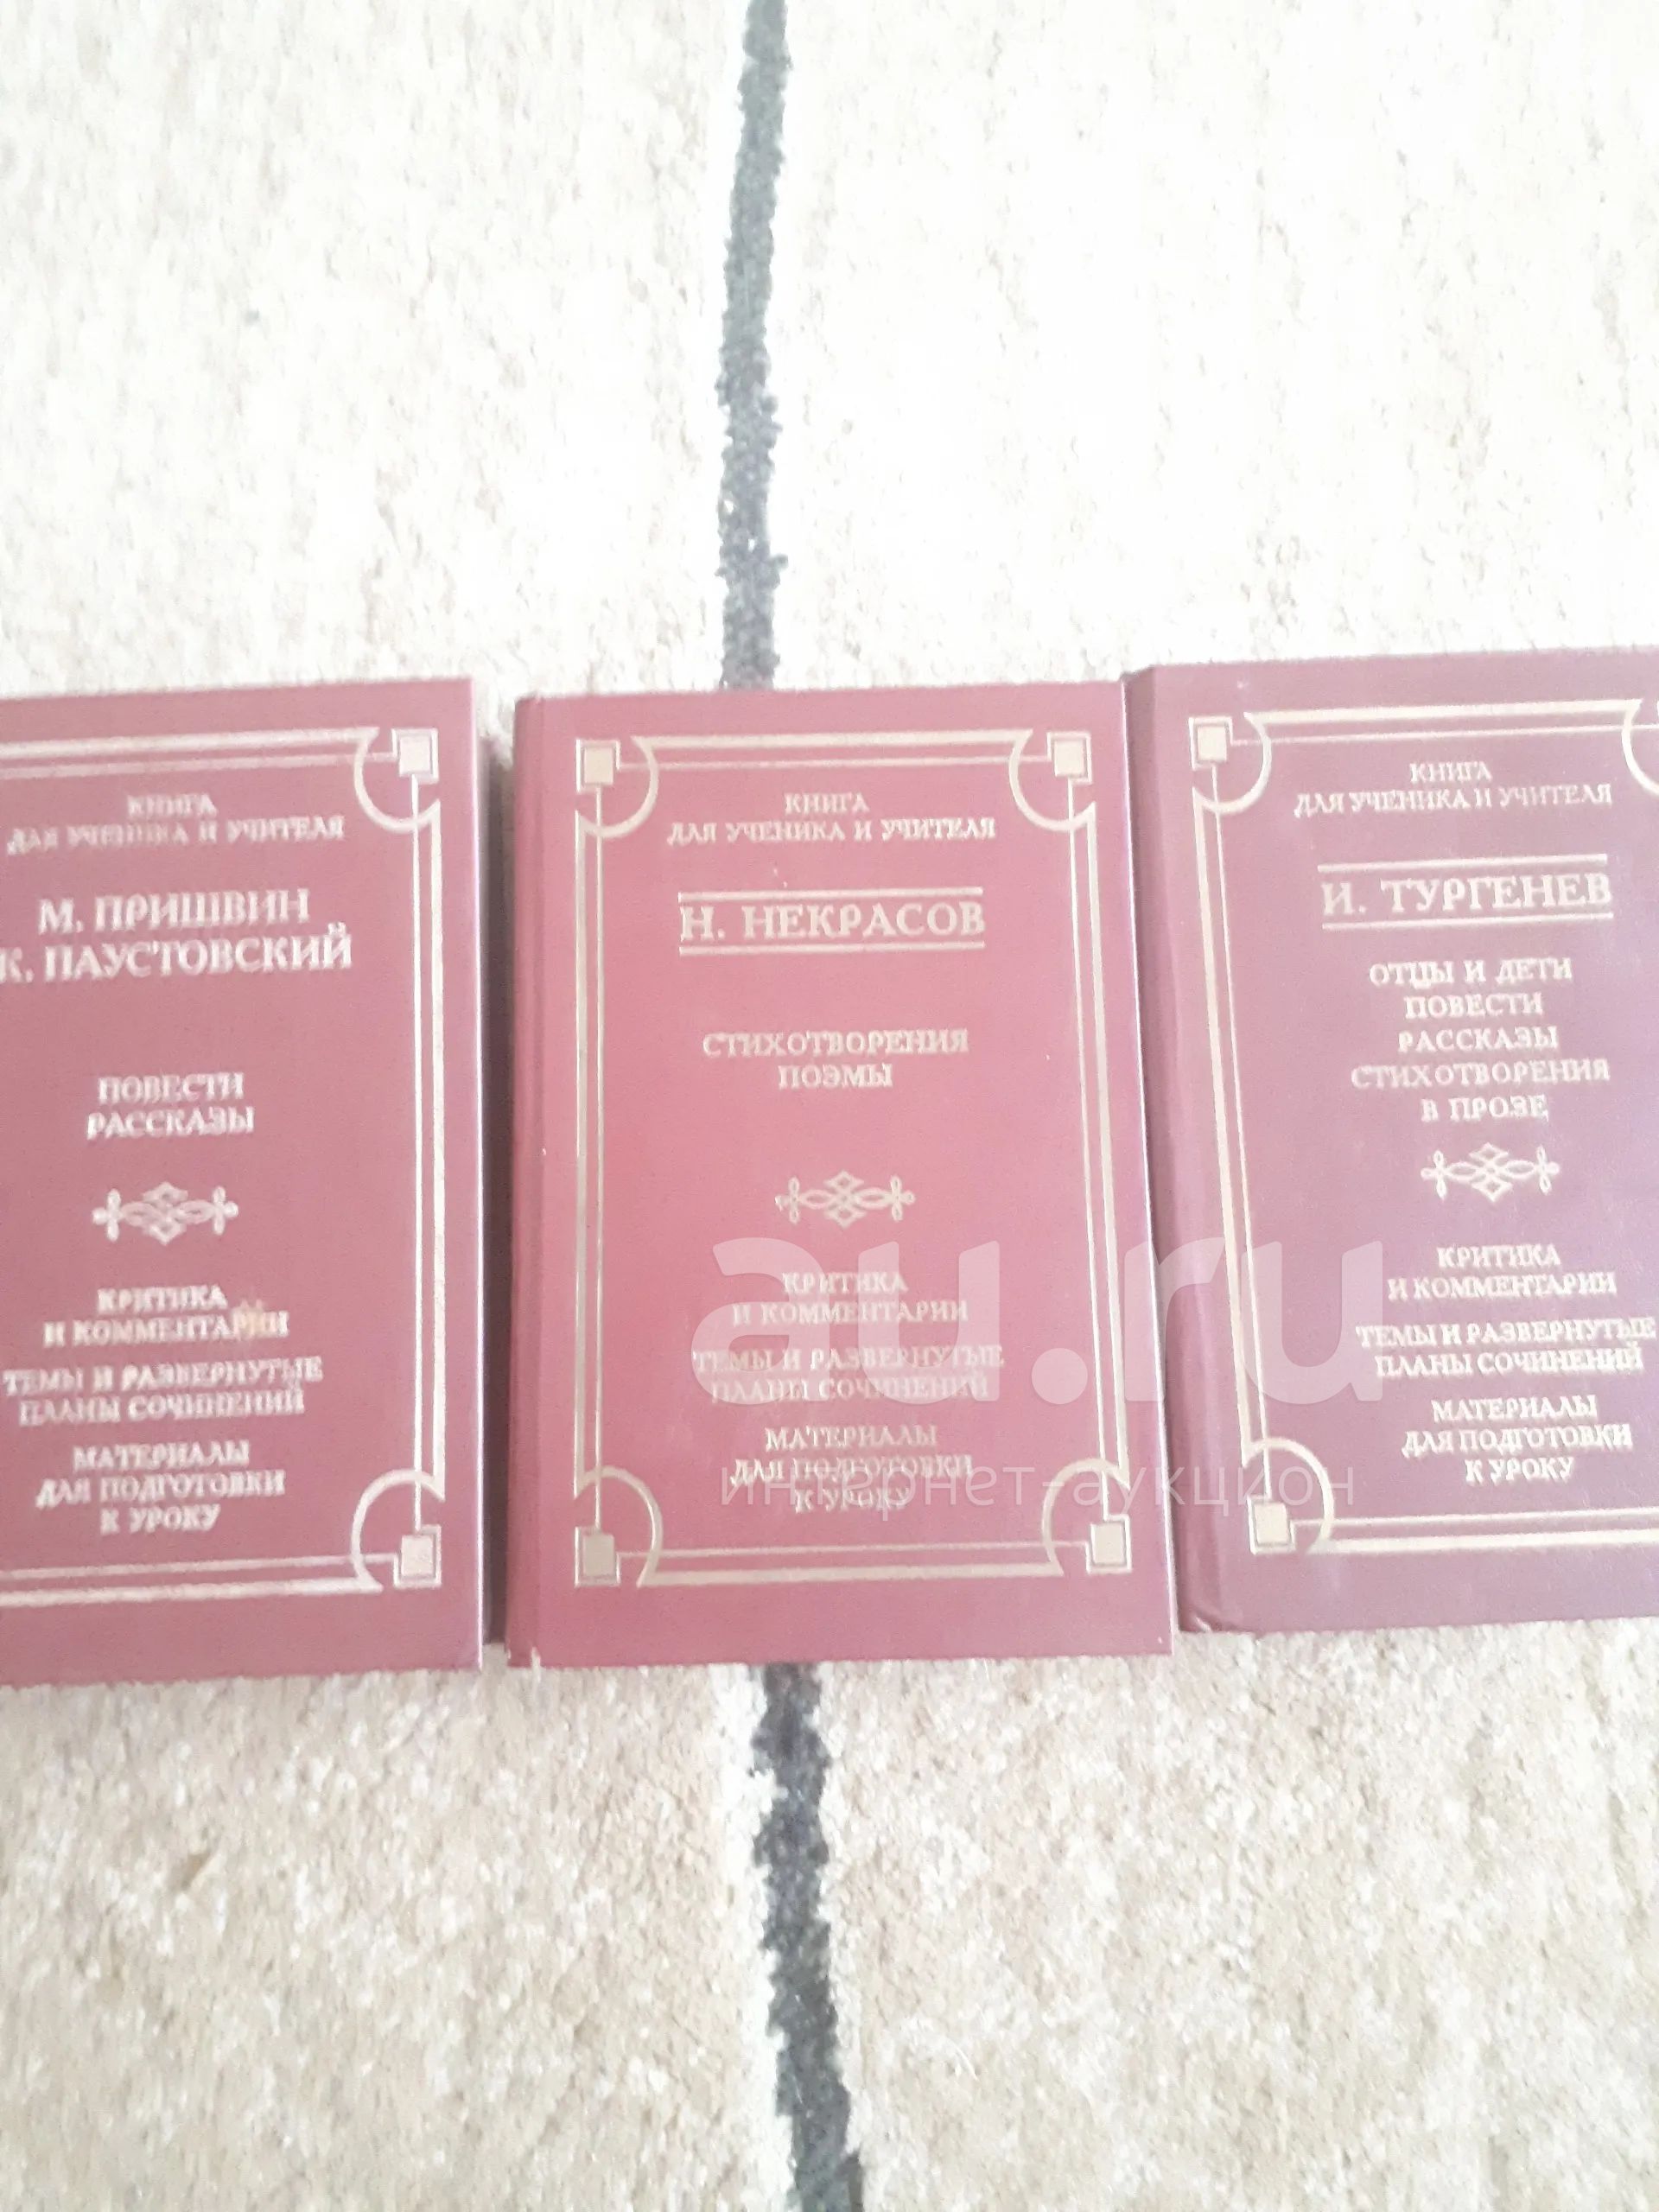 КНИГА
ДЛЯ УЧЕНИКА И УЧИТЕЛЯ
М. ПРИШВИН
К. ПАУСТОВСКИЙ
ПОВЕСТИ
РАССКАЗЫ
КРИТИКА
И КОММЕНТАРИИ
ТЕМЫ И РАЗВЕРНУТЫЕ
ПЛАНЫ СОЧИНЕНИЙ
МАТЕРИАЛЫ
ДЛЯ ПОДГОТОВКИ
К УРОКУ
КНИГА
ДЛЯ УЧЕНИКА И УЧИТЕЛЯ
Н. НЕКРАСОВ
СТИХОТВОРЕНИЯ
ПОЭМЫ
КРИТИКА
И КОММЕНТАРИИ
ТЕМЫ И РАЗВЕРНУТЫЕ
ПЛАНЫ СОЧИНЕНИЙ
МАТЕРИАЛЫ
ДЛЯ ПОДГОТОВКИ
К УРОКУ
КНИГА
ДЛЯ УЧЕНИКА И УЧИТЕЛЯ
И. ТУРГЕНЕВ
ОТЦЫ И ДЕТИ
ПОВЕСТИ
РАССКАЗЫ
СТИХОТВОРЕНИЯ
В ПРОЗЕ
КРИТИКА
И КОММЕНТАРИИ
ТЕМЫ И РАЗВЕРНУТЫЕ
ПЛАНЫ СОЧИНЕНИЙ
МАТЕРИАЛЫ
ДЛЯ ПОДГОТОВКИ
К УРОКУ
au.ru
интернет-аукцион